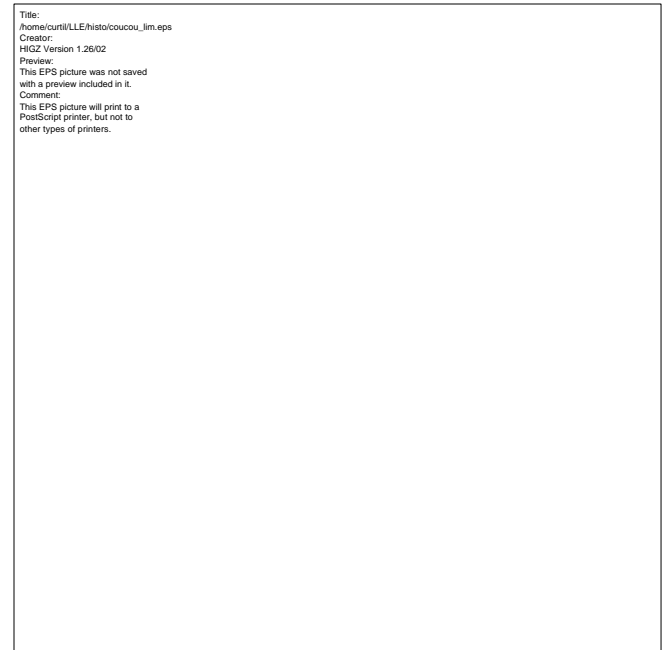 Title:
/home/curtil/LLE/histo/coucou_lim.eps
Creator:
HIGZ Version 1.26/02
Preview:
This EPS picture was not saved
with a preview included in it.
Comment:
This EPS picture will print to a
PostScript printer, but not to
other types of printers.